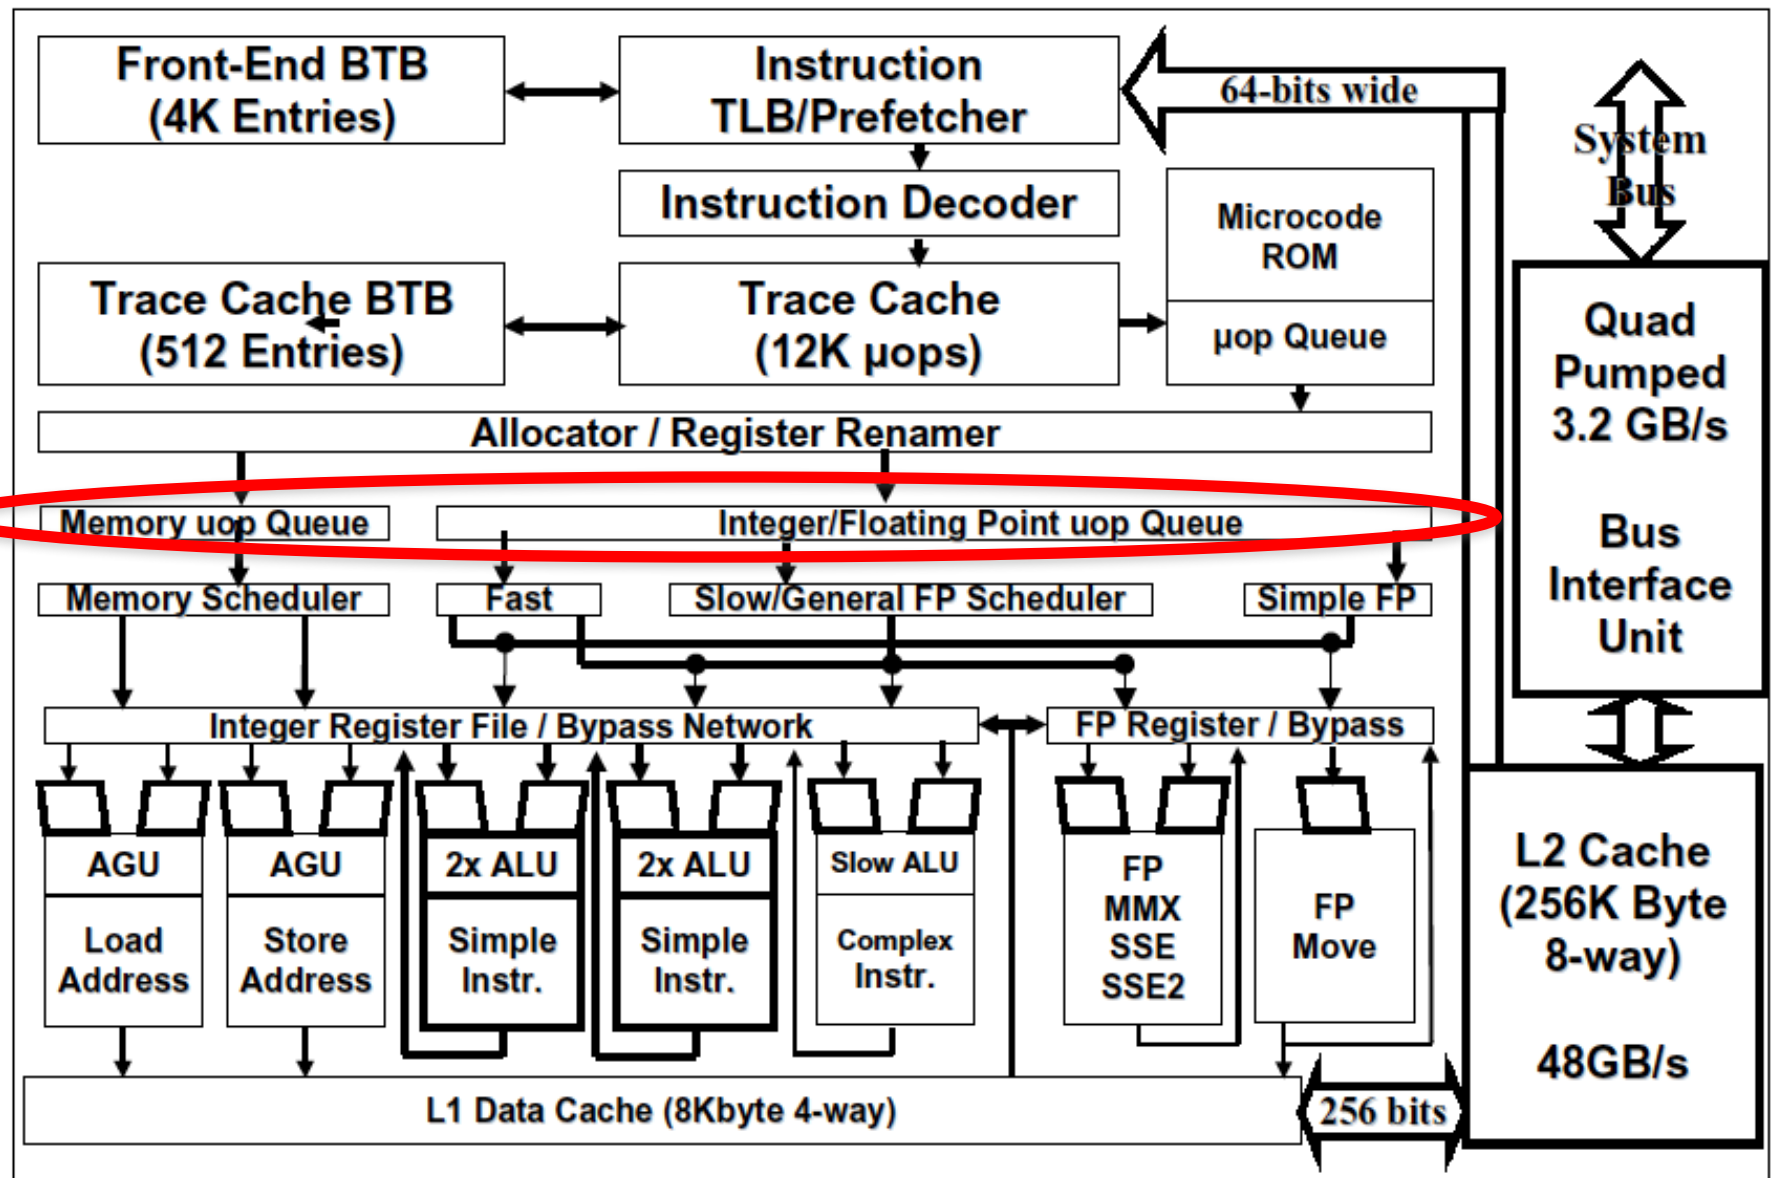 Front-End BTB
(4K Entries)
Instruction
TLB/Prefetcher
64-bits wide
System
Bus
Instruction Decoder
Microcode
ROM
Trace Cache BTB
(512 Entries)
Trace Cache
(12K µops)
µop Queue
Quad
Pumped
3.2 GB/s
Bus
Interface
Unit
Allocator / Register Renamer
Memory uop Queue
Integer/Floating Point uop Queue
Memory Scheduler
Fast
Slow/General FP Scheduler
Simple FP
Integer Register File / Bypass Network
FP Register / Bypass
AGU
Load
Address
AGU
Store
Address
2x ALU
Simple
Instr.
2x ALU
Simple
Instr.
Slow ALU
Complex
Instr.
FP
MMX
SSE
SSE2
FP
Move
L2 Cache
(256K Byte
8-way)
48GB/s
L1 Data Cache (8Kbyte 4-way)
256 bits